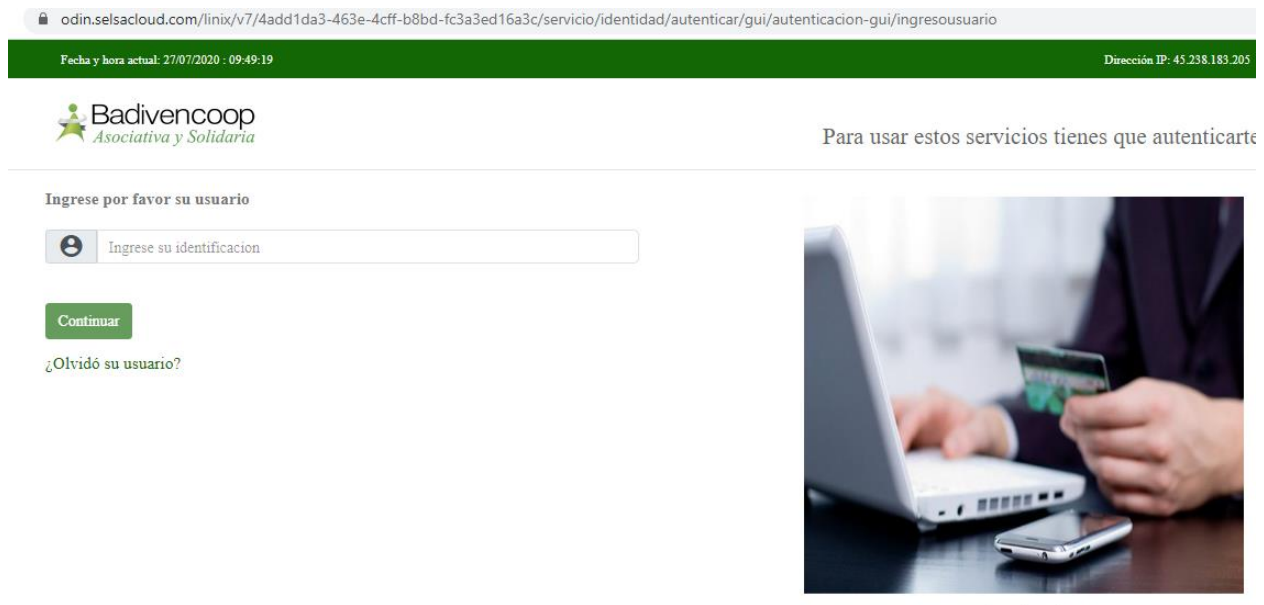 odin.selsacloud.com/linix/v7/4add1da3-463e-4cff-b8bd-fc3a3ed16a3c/servicio/identidad/autenticar/gui/autenticacion-gui/ingresousuario
Fecha y hora actual: 27/07/2020 : 09:49:19
Dirección IP: 45.238.183.205
Badivencoop
Asociativa y Solidaria
Para usar estos servicios tienes que autenticarte
Ingrese por favor su usuario
Ingrese su identificacion
Continuar
¿Olvidó su usuario?